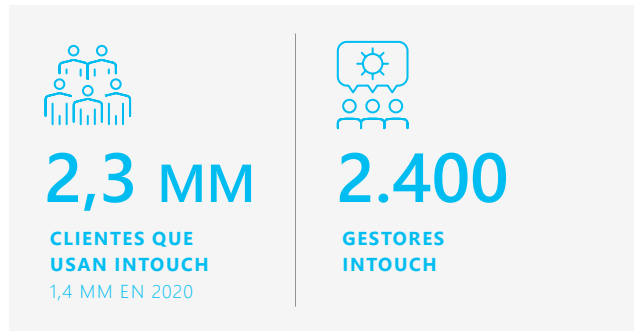 2,3 MM
CLIENTES QUE
USAN INTOUCH
1,4 MM EN 2020
2.400
GESTORES
INTOUCH